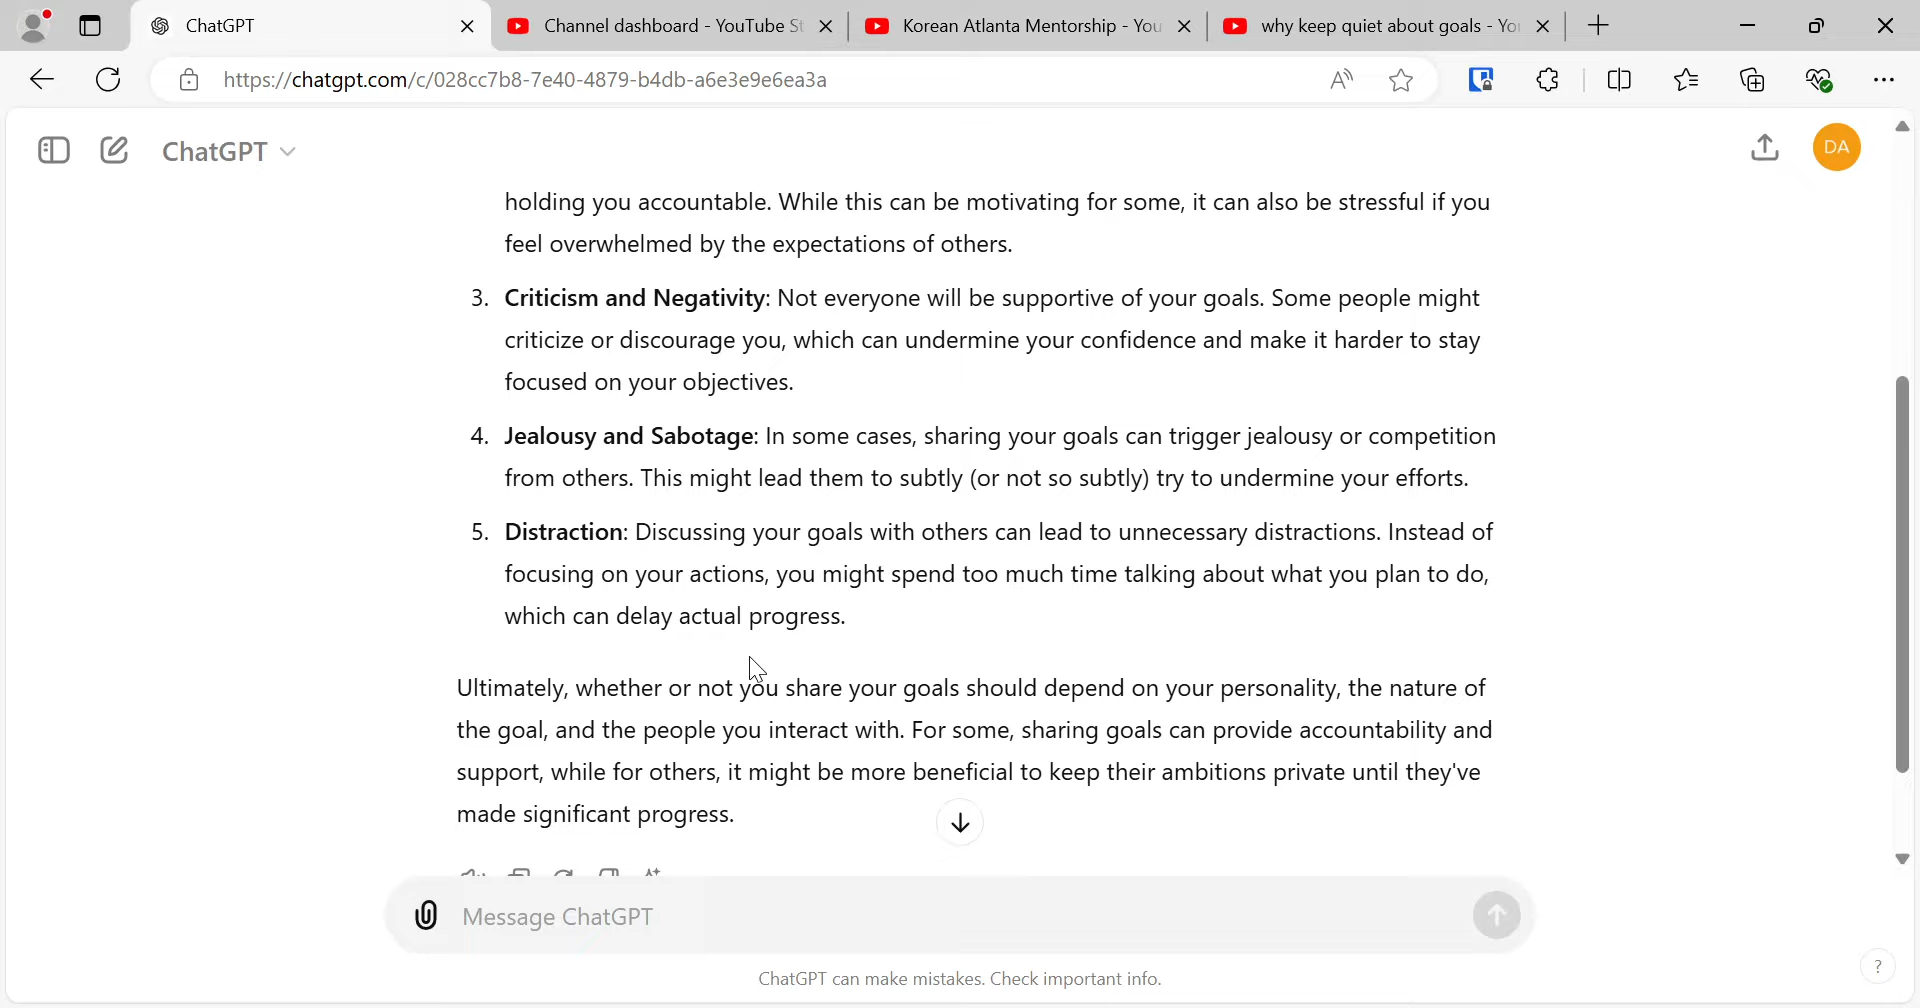 ChatGPT
Channel dashboard - YouTube St
Korean Atlanta Mentorship - You
why keep quiet about goals - Yo
https://chatgpt.com/c/028cc7b8-7e40-4879-b4db-a6e3e9e6ea3a
ChatGPT
DA
holding you accountable. While this can be motivating for some, it can also be stressful if you
feel overwhelmed by the expectations of others.
3. Criticism and Negativity: Not everyone will be supportive of your goals. Some people might
criticize or discourage you, which can undermine your confidence and make it harder to stay
focused on your objectives.
4. Jealousy and Sabotage: In some cases, sharing your goals can trigger jealousy or competition
from others. This might lead them to subtly (or not so subtly) try to undermine your efforts.
5. Distraction: Discussing your goals with others can lead to unnecessary distractions. Instead of
focusing on your actions, you might spend too much time talking about what you plan to do,
which can delay actual progress.
Ultimately, whether or not you share your goals should depend on your personality, the nature of
the goal, and the people you interact with. For some, sharing goals can provide accountability and
support, while for others, it might be more beneficial to keep their ambitions private until they've
made significant progress.
Message ChatGPT
ChatGPT can make mistakes. Check important info.
?